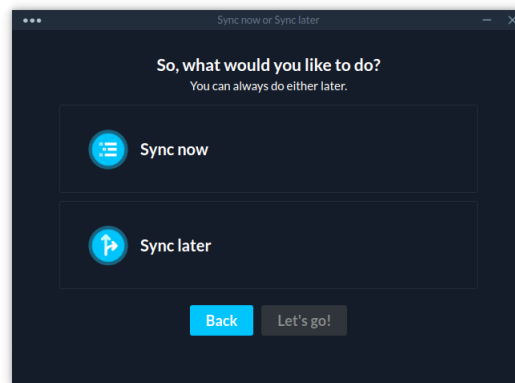 Sync now or Sync later
So, what would you like to do?
You can always do either later.
Sync now
Sync later
Back
Let's go!